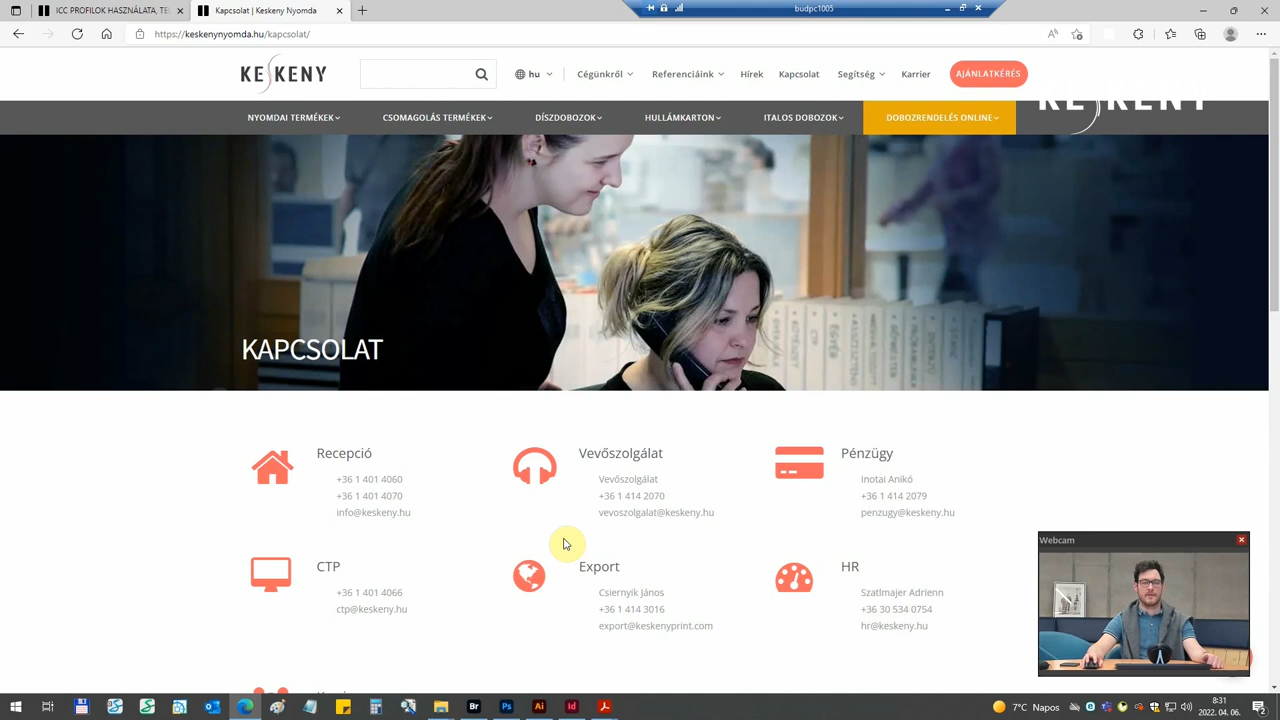 ICC PROFILOK HASZNÁLATA, TE
Kapcsolat | Keskeny Nyomda
budpc1005
https://keskenynyomda.hu/kapcsolat/
KESKENY
hu
Cégünkről
Referenciáink
Hírek
Kapcsolat
Segítség
Karrier
AJÁNLATKÉRÉS
KESKENY
NYOMDAI TERMÉKEK
CSOMAGOLÁS TERMÉKEK
DÍSZDOBOZOK
HULLÁMKARTON
ITALOS DOBOZOK
DOBOZRENDELÉS ONLINE
KAPCSOLAT
Recepció
+36 1 401 4060
+36 1 401 4070
info@keskeny.hu
Vevőszolgálat
Vevőszolgálat
+36 1 414 2070
vevoszolgalat@keskeny.hu
Pénzügy
Inotai Anikó
+36 1 414 2079
penzugy@keskeny.hu
CTP
+36 1 401 4066
ctp@keskeny.hu
Export
Csiernyik János
+36 1 414 3016
export@keskenyprint.com
HR
Szatlmajer Adrienn
+36 30 534 0754
hr@keskeny.hu
Webcam
Br
Ps
Ai
Id
7°C Napos
8:31
2022. 04. 06.